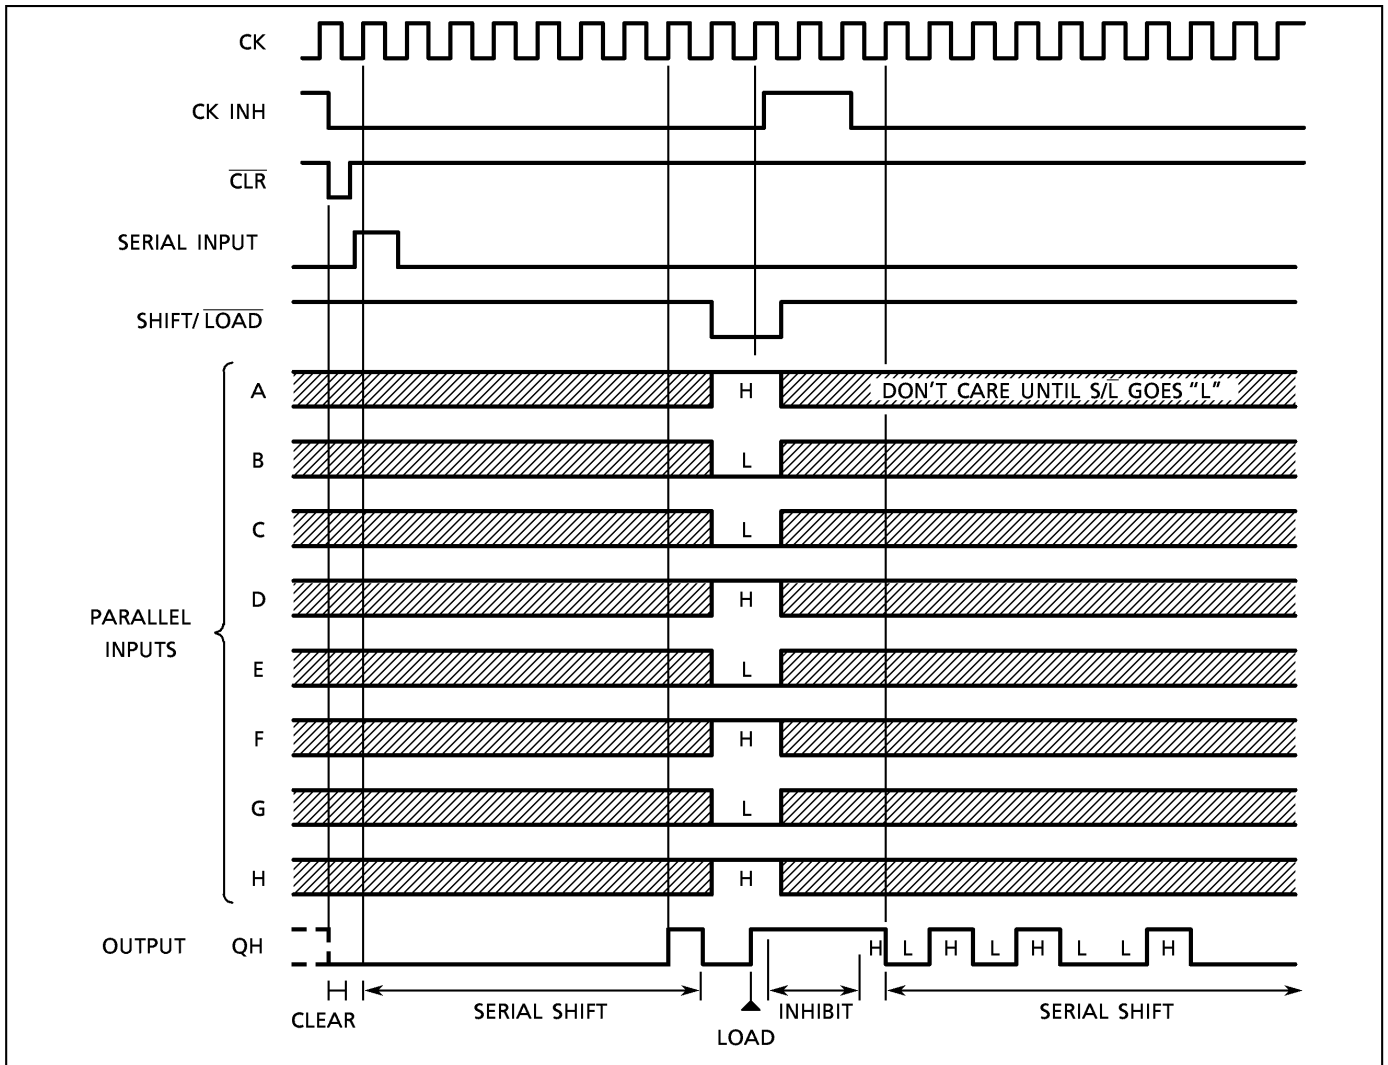 CK
CK INH
CLR
SERIAL INPUT
SHIFT/LOAD
A H DON'T CARE UNTIL S/L GOES "L"
B L
C L
D H
PARALLEL
INPUTS
E L
F H
G L
H H
OUTPUT QH H L H L H L L H
CLEAR SERIAL SHIFT LOAD INHIBIT SERIAL SHIFT